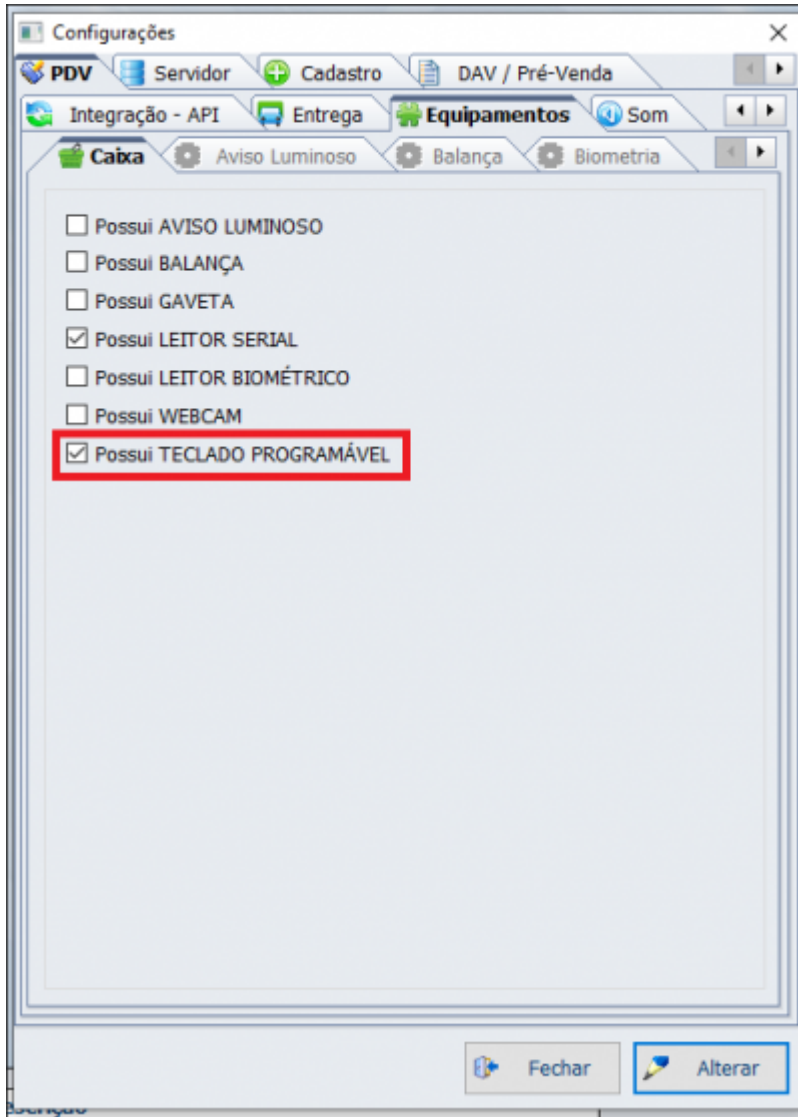 Configurações
PDV Servidor Cadastro DAV / Pré-Venda
Integração - API Entrega Equipamentos Som
Caixa Aviso Luminoso Balança Biometria
Possui AVISO LUMINOSO
Possui BALANÇA
Possui GAVETA
Possui LEITOR SERIAL
Possui LEITOR BIOMÉTRICO
Possui WEBCAM
Possui TECLADO PROGRAMÁVEL
Fechar Alterar